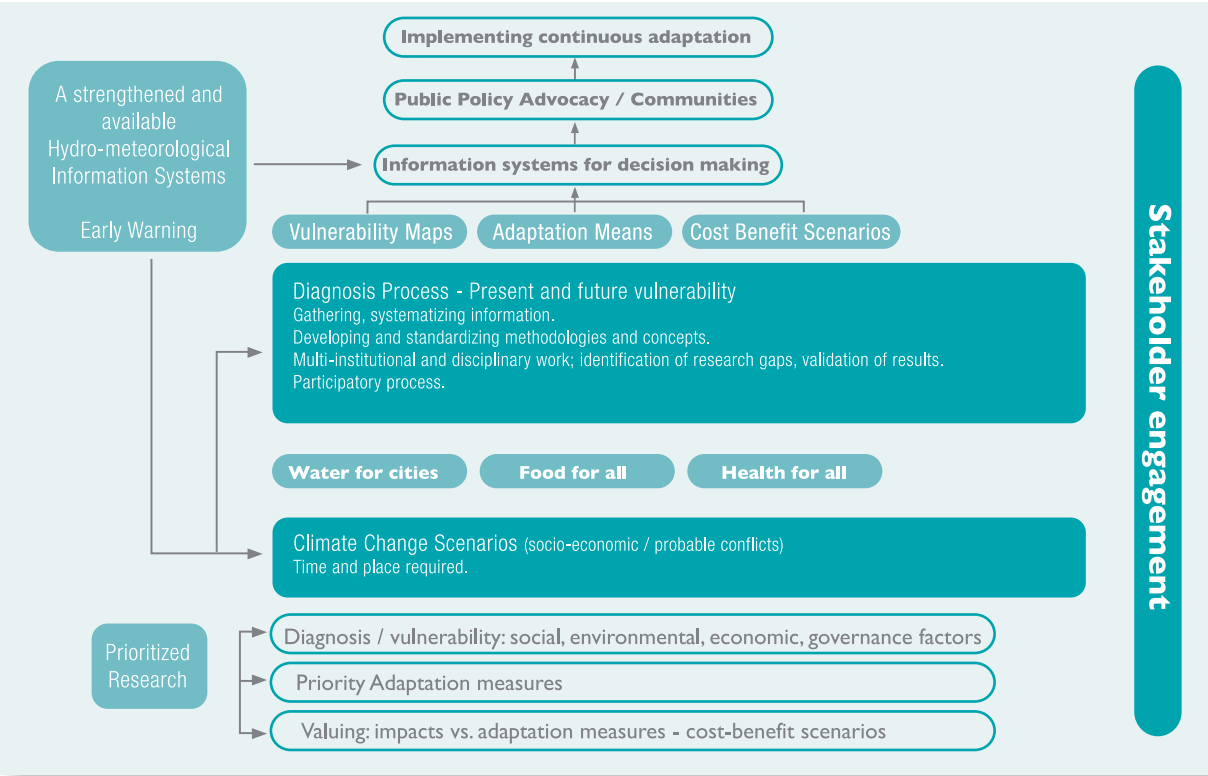 Implementing continuous adaptation
Public Policy Advocacy / Communities
A strengthened and
available
Hydro-meteorological
Information Systems
Early Warning
Information systems for decision making
Vulnerability Maps
Adaptation Means
Cost Benefit Scenarios
Diagnosis Process - Present and future vulnerability
Gathering, systematizing information.
Developing and standardizing methodologies and concepts.
Multi-institutional and disciplinary work; identification of research gaps, validation of results.
Participatory process.
Water for cities
Food for all
Health for all
Climate Change Scenarios (socio-economic / probable conflicts)
Time and place required.
Prioritized
Research
Diagnosis / vulnerability: social, environmental, economic, governance factors
Priority Adaptation measures
Valuing: impacts vs. adaptation measures - cost-benefit scenarios
Stakeholder engagement